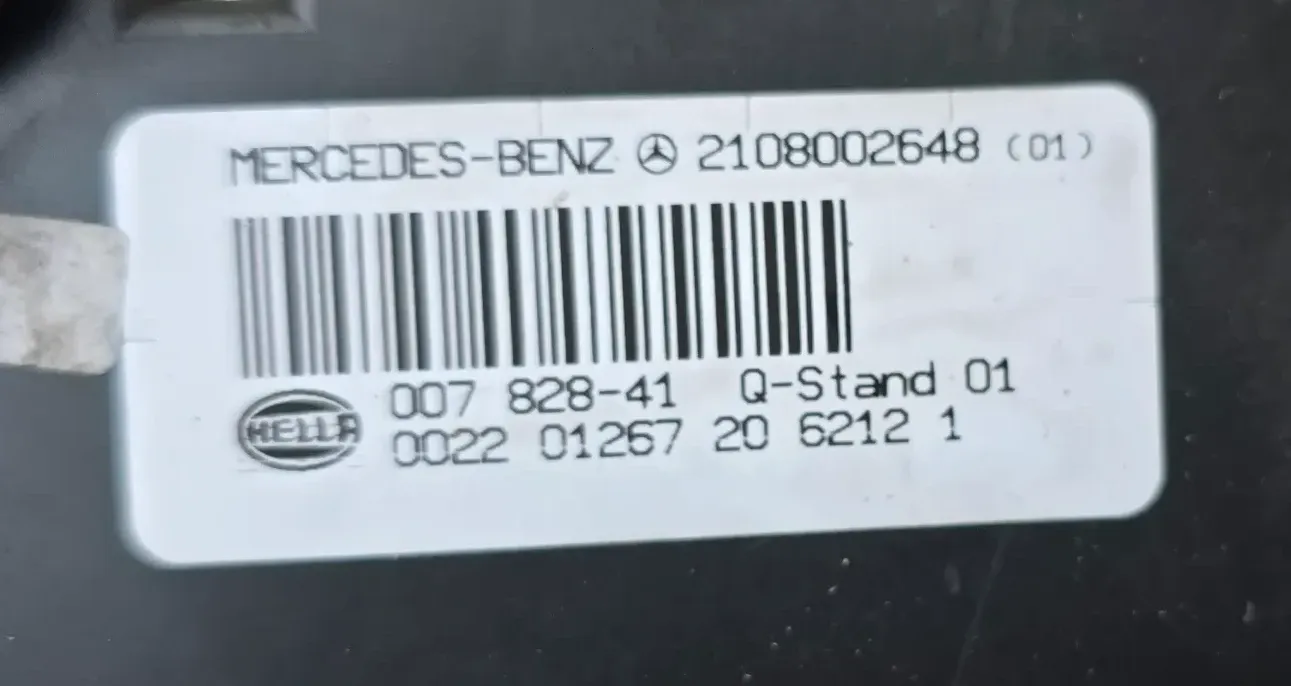 MERCEDES-BENZ 2108002648 (01)
HELLA 007 828-41 Q-Stand 01
0022 01267 20 6212 1